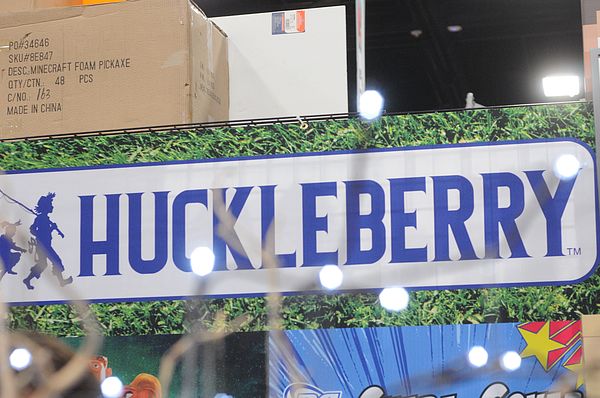 PO#34646
SKU#8E847
DESC,MINECRAFT FOAM PICKAXE
QTY/CTN. 48 PCS
C/NO. 163
MADE IN CHINA
HUCKLEBERRY
TM